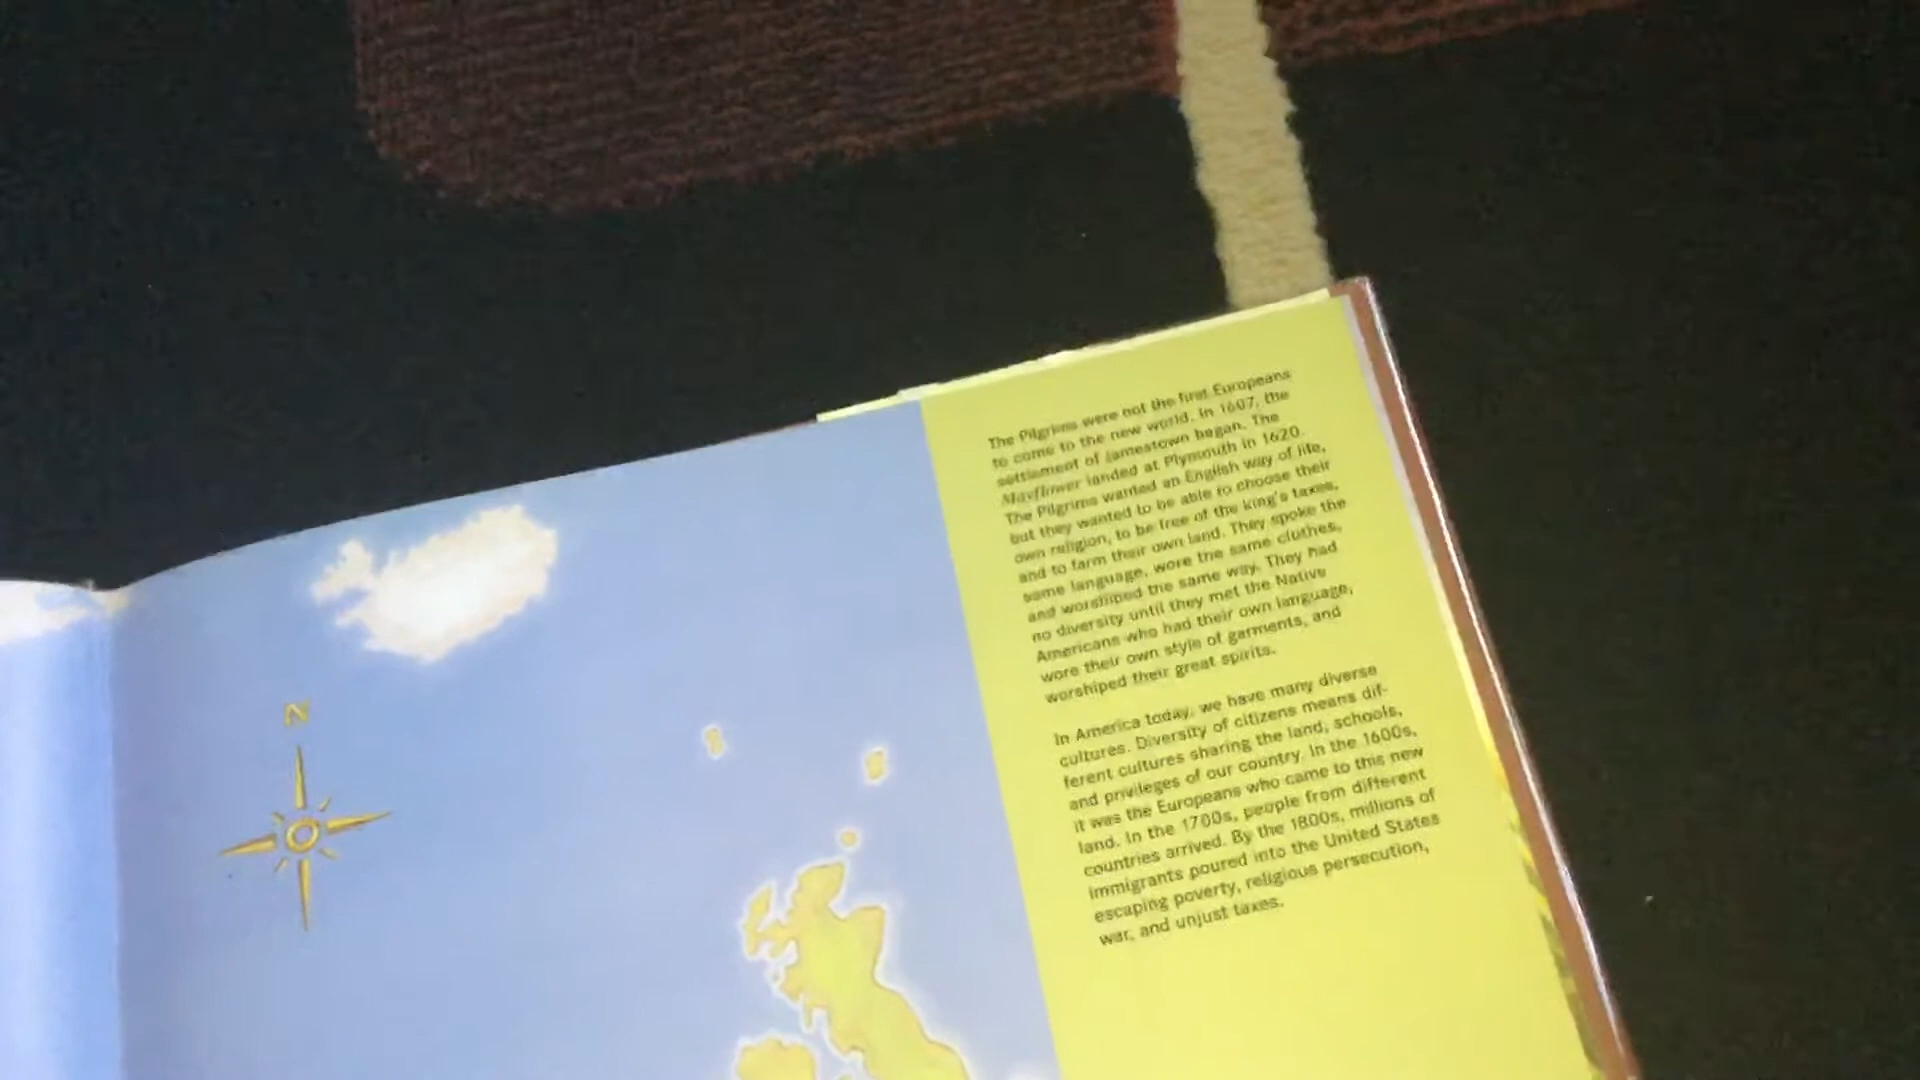 The Pilgrims were not the first Europeans
to come to the new world. In 1607, the
settlement of Jamestown began. The
Mayflower landed at Plymouth in 1620.
The Pilgrims wanted an English way of life,
but they wanted to be able to choose their
own religion, to be free of the king's taxes,
and to farm their own land. They spoke the
same language, wore the same clothes,
and worshiped the same way. They had
no diversity until they met the Native
Americans who had their own language,
wore their own style of garments, and
worshiped their great spirits.
In America today, we have many diverse
cultures. Diversity of citizens means dif-
ferent cultures sharing the land, schools,
and privileges of our country. In the 1600s,
it was the Europeans who came to this new
land. In the 1700s, people from different
countries arrived. By the 1800s, millions of
immigrants poured into the United States
escaping poverty, religious persecution,
war, and unjust taxes.
N